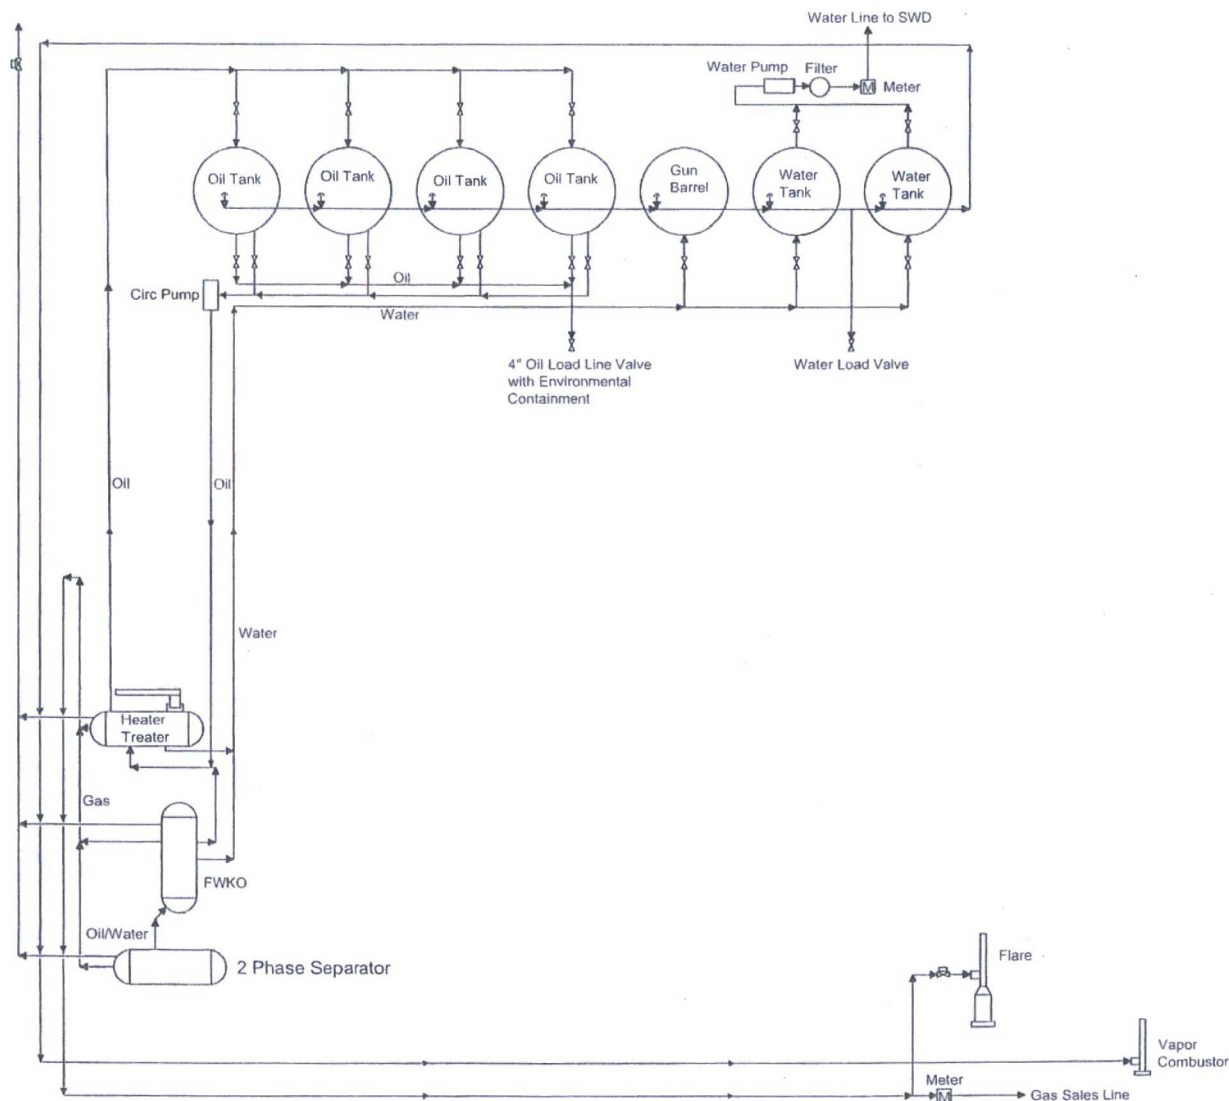 Water Line to SWD
Water Pump
Filter
M
Meter
Oil Tank
Oil Tank
Oil Tank
Oil Tank
Gun
Barrel
Water
Tank
Water
Tank
Circ Pump
Oil
Water
4" Oil Load Line Valve
with Environmental
Containment
Water Load Valve
Oil
Oil
Water
Heater
Treater
Gas
FWKO
Oil/Water
2 Phase Separator
Flare
Vapor
Combustor
Meter
M
Gas Sales Line